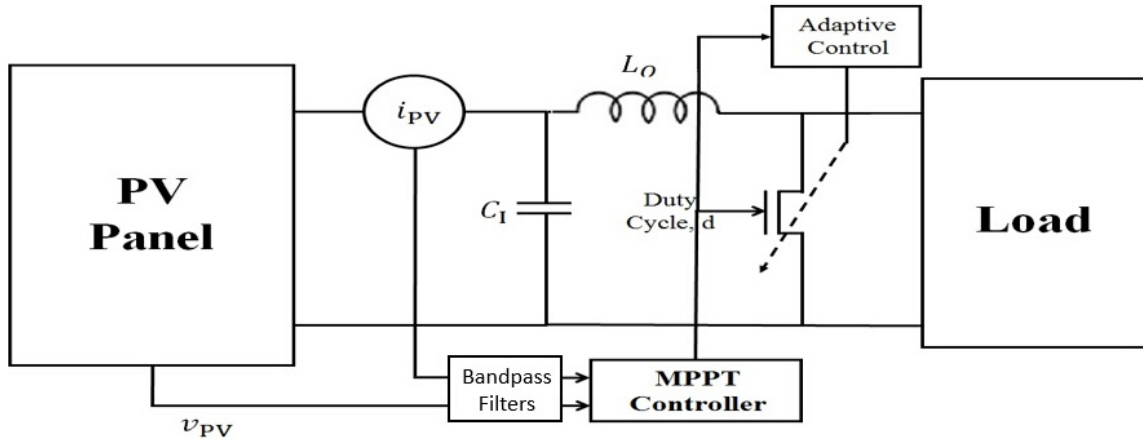 Adaptive
Control
L_O
i_PV
PV
Panel
C_I
Duty
Cycle, d
Load
Bandpass
Filters
MPPT
Controller
v_PV